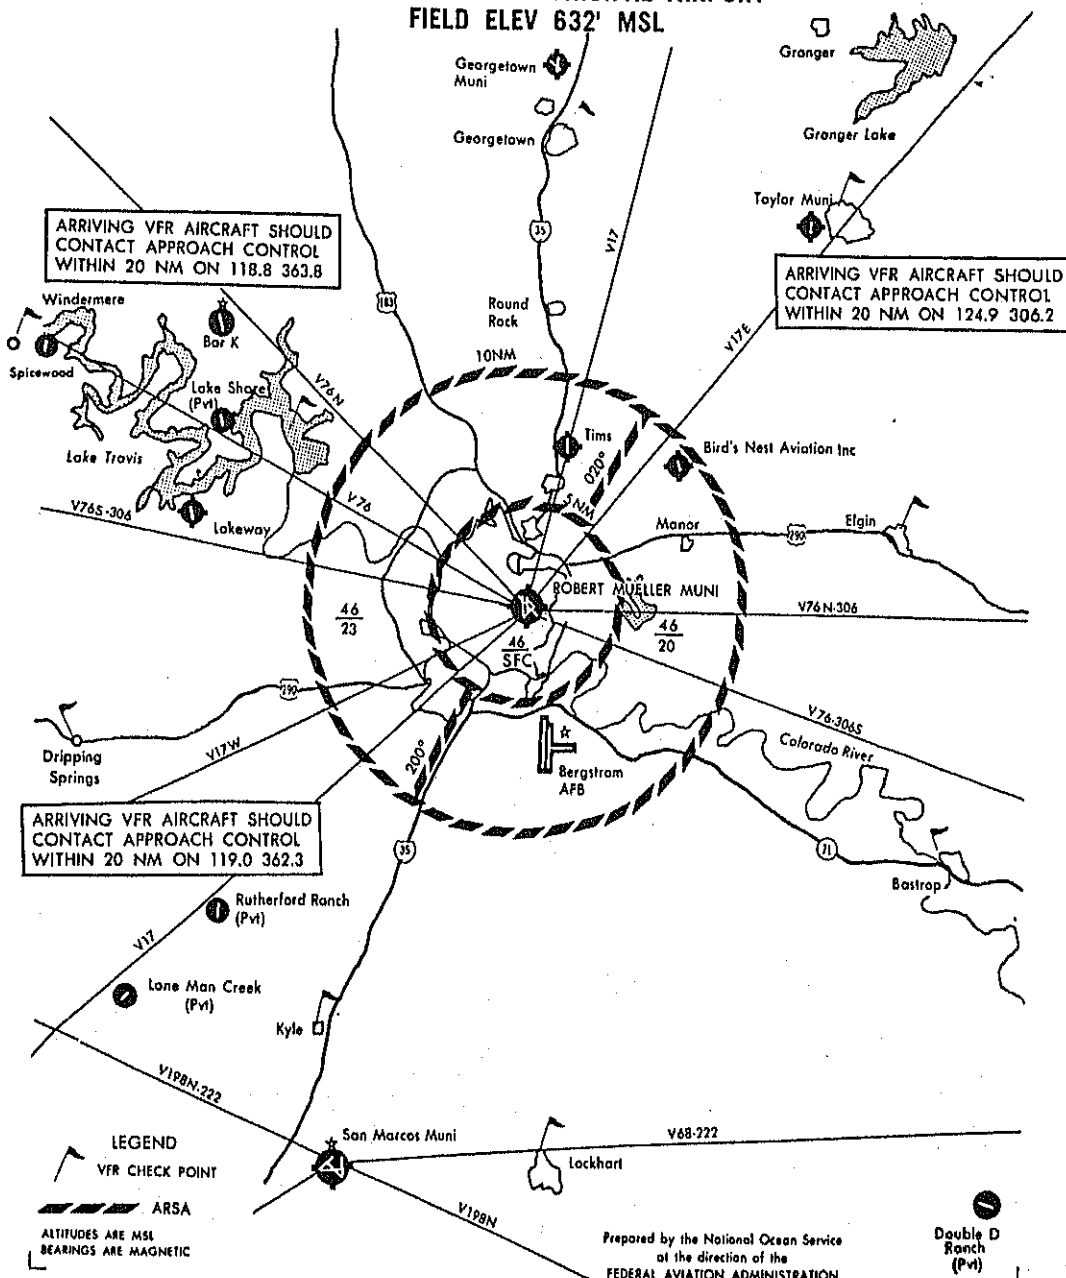 FIELD ELEV 632' MSL
Georgetown
Muni
Georgetown
Granger
Granger Lake
Taylor Muni
35
V17
ARRIVING VFR AIRCRAFT SHOULD
CONTACT APPROACH CONTROL
WITHIN 20 NM ON 118.8 363.8
ARRIVING VFR AIRCRAFT SHOULD
CONTACT APPROACH CONTROL
WITHIN 20 NM ON 124.9 306.2
Windermere
Spicewood
Bar K
183
Round
Rock
V17E
10NM
V76N
Lake Shore
(Pvt)
Lake Travis
Tims
020°
Bird's Nest Aviation Inc
V76
V76S-306
Lakeway
5NM
Manor
290
Elgin
ROBERT MUELLER MUNI
V76N-306
46
23
46
SFC
46
20
290
V76-306S
Dripping
Springs
V17W
200°
Bergstrom
AFB
Colorado River
ARRIVING VFR AIRCRAFT SHOULD
CONTACT APPROACH CONTROL
WITHIN 20 NM ON 119.0 362.3
35
71
Bastrop
Rutherford Ranch
(Pvt)
V17
Lone Man Creek
(Pvt)
Kyle
V198N-222
San Marcos Muni
V68-222
Lockhart
V198N
LEGEND
VFR CHECK POINT
ARSA
ALTITUDES ARE MSL
BEARINGS ARE MAGNETIC
Prepared by the National Ocean Service
at the direction of the
FEDERAL AVIATION ADMINISTRATION
Double D
Ranch
(Pvt)